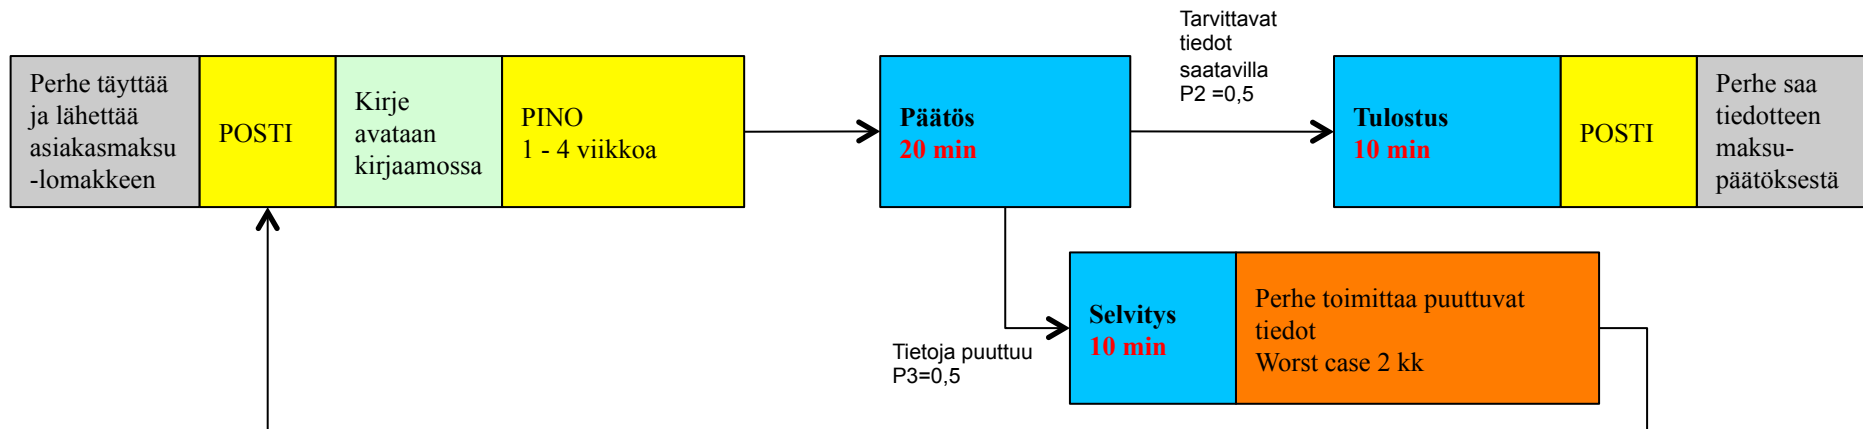 Perhe täyttää
ja lähettää
asiakasmaksu
-lomakkeen
POSTI
Kirje
avataan
kirjaamossa
PINO
1 - 4 viikkoa
Päätös
20 min
Tarvittavat
tiedot
saatavilla
P2 =0,5
Tulostus
10 min
POSTI
Perhe saa
tiedotteen
maksu-
päätöksestä
Tietoja puuttuu
P3=0,5
Selvitys
10 min
Perhe toimittaa puuttuvat
tiedot
Worst case 2 kk